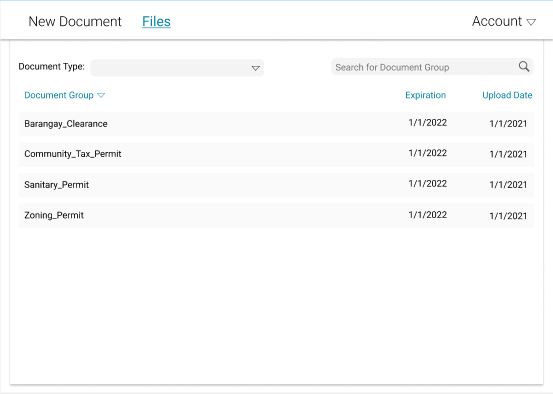 New Document Files Account
Document Type: Search for Document Group
Document Group Expiration Upload Date
Barangay_Clearance 1/1/2022 1/1/2021
Community_Tax_Permit 1/1/2022 1/1/2021
Sanitary_Permit 1/1/2022 1/1/2021
Zoning_Permit 1/1/2022 1/1/2021